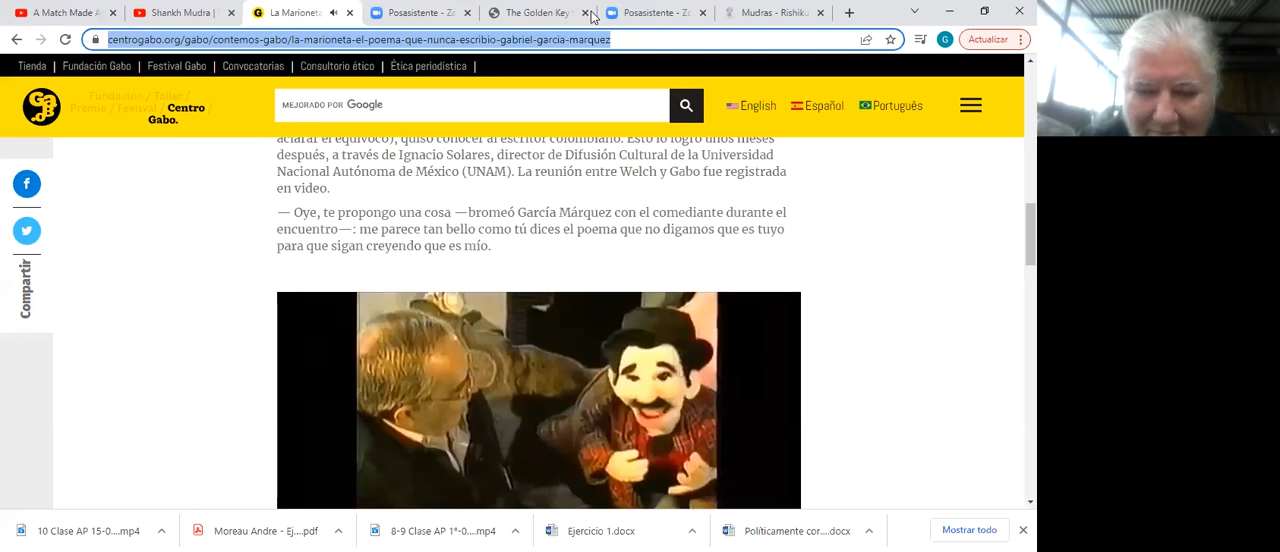 A Match Made A
Shankh Mudra |
La Marioneta
Posasistente - Zo
The Golden Key
Posasistente - Zo
Mudras - Rishiku
centrogabo.org/gabo/contemos-gabo/la-marioneta-el-poema-que-nunca-escribio-gabriel-garcia-marquez
G
Actualizar
Tienda | Fundación Gabo | Festival Gabo | Convocatorias | Consultorio ético | Ética periodística |
Fundación / Taller /
Premio / Festival / Centro /
Gabo.
MEJORADO POR Google
English
Español
Português
aclarar el equívoco), quiso conocer al escritor colombiano. Esto lo logró unos meses
después, a través de Ignacio Solares, director de Difusión Cultural de la Universidad
Nacional Autónoma de México (UNAM). La reunión entre Welch y Gabo fue registrada
en video.
— Oye, te propongo una cosa —bromeó García Márquez con el comediante durante el
encuentro—: me parece tan bello como tú dices el poema que no digamos que es tuyo
para que sigan creyendo que es mío.
Compartir
10 Clase AP 15-0....mp4
Moreau Andre - Ej....pdf
8-9 Clase AP 1°-0....mp4
Ejercicio 1.docx
Políticamente cor....docx
Mostrar todo